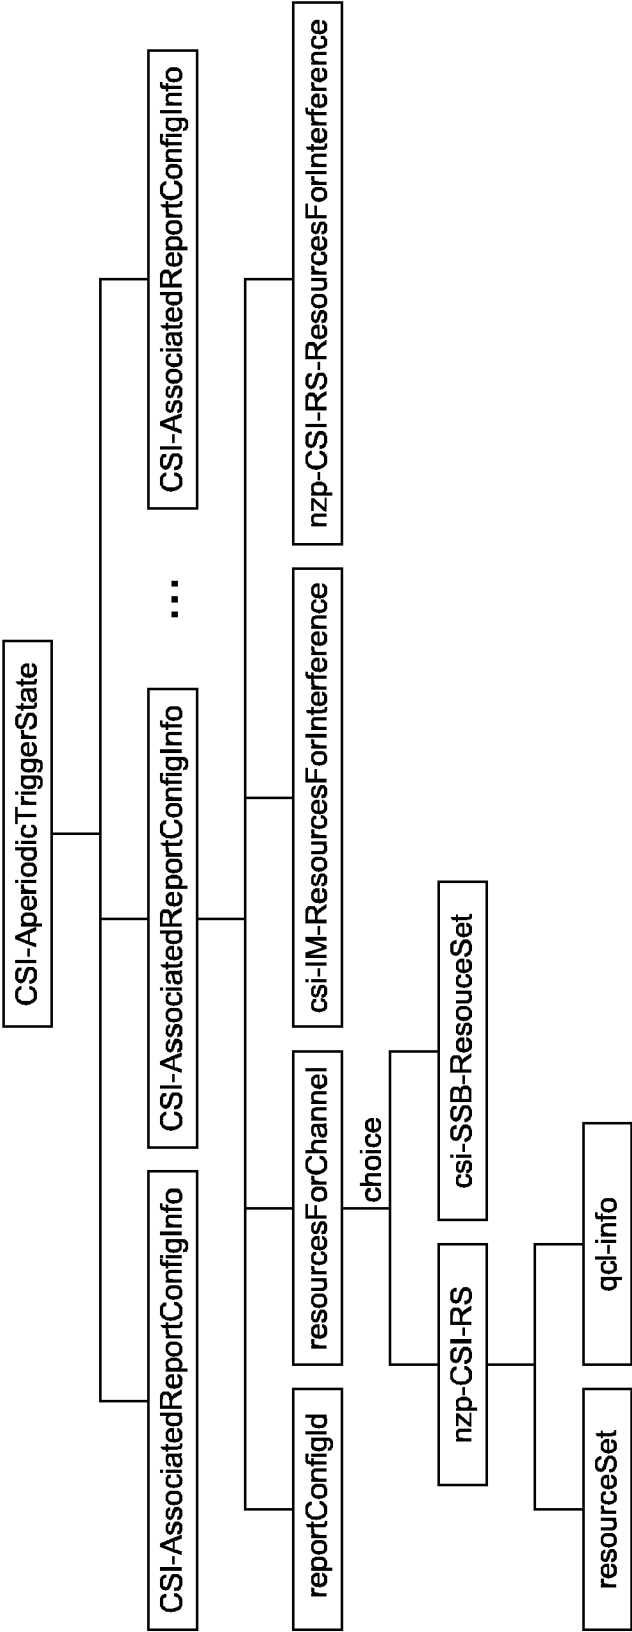 CSI-AperiodicTriggerState
CSI-AssociatedReportConfigInfo
CSI-AssociatedReportConfigInfo
...
CSI-AssociatedReportConfigInfo
reportConfigId
resourcesForChannel
csi-IM-ResourcesForInterference
nzp-CSI-RS-ResourcesForInterference
choice
nzp-CSI-RS
csi-SSB-ResouceSet
resourceSet
qcl-info